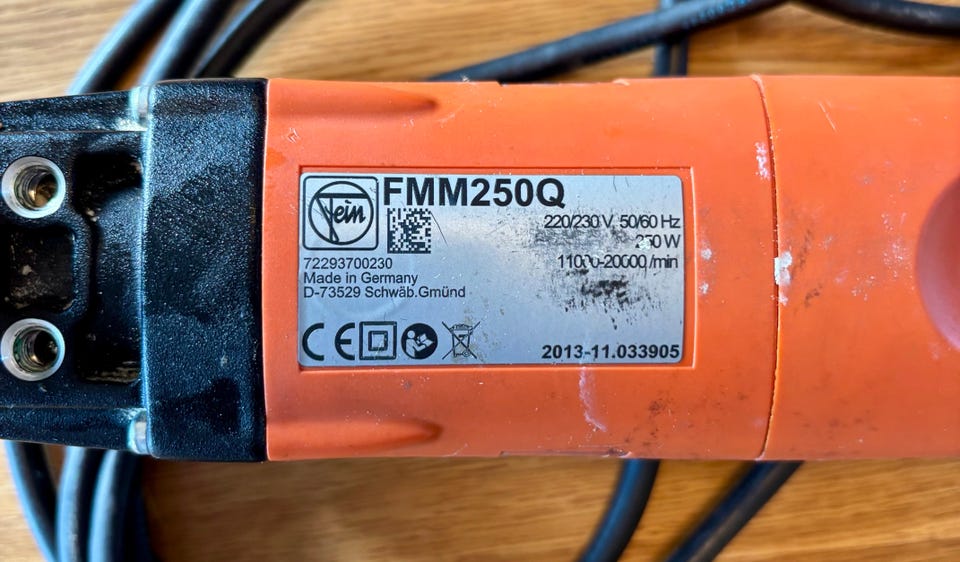 Fein
FMM250Q
220/230 V, 50/60 Hz
250 W
11000-20000 /min
72293700230
Made in Germany
D-73529 Schwäb.Gmünd
CE
2013-11.033905